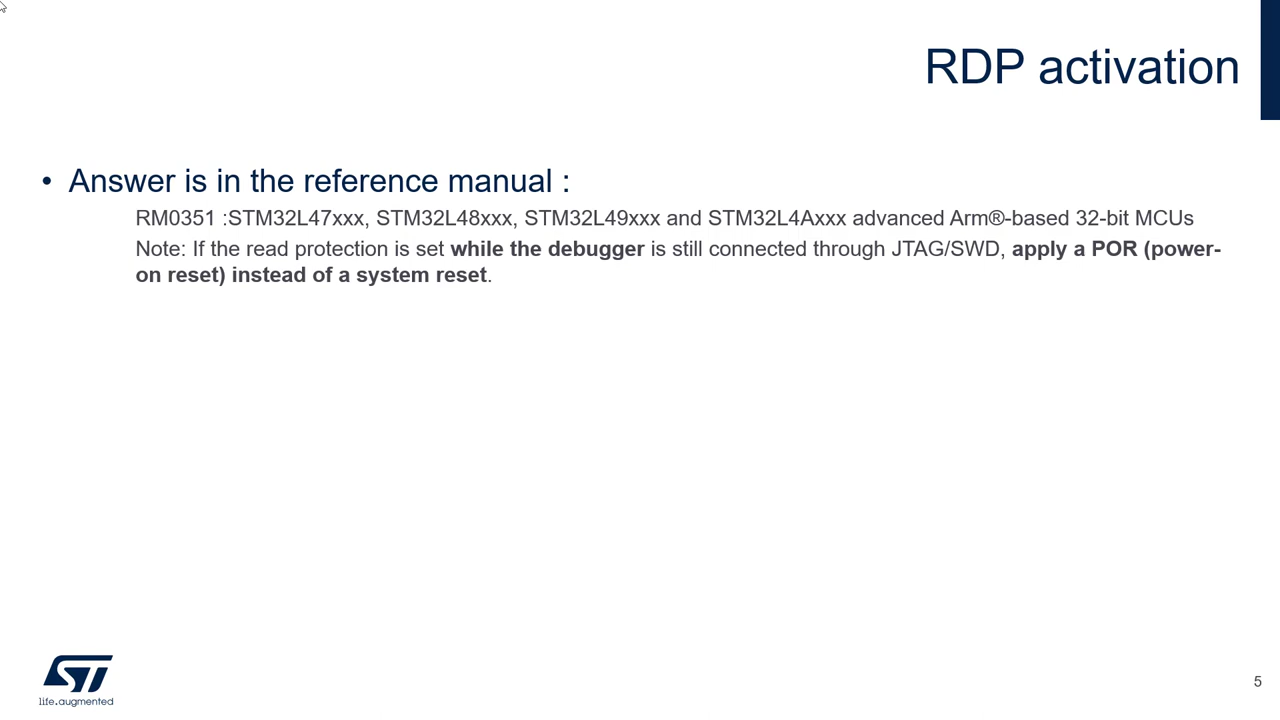 RDP activation
• Answer is in the reference manual :
RM0351 :STM32L47xxx, STM32L48xxx, STM32L49xxx and STM32L4Axxx advanced Arm®-based 32-bit MCUs
Note: If the read protection is set while the debugger is still connected through JTAG/SWD, apply a POR (power-
on reset) instead of a system reset.
ST
life.augmented
5